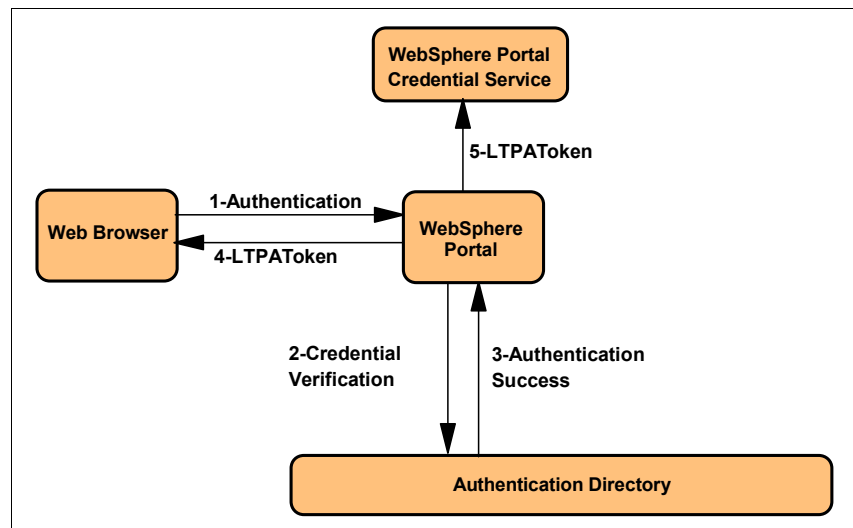 WebSphere Portal
Credential Service
5-LTPAToken
1-Authentication
Web Browser
WebSphere
Portal
4-LTPAToken
2-Credential
Verification
3-Authentication
Success
Authentication Directory